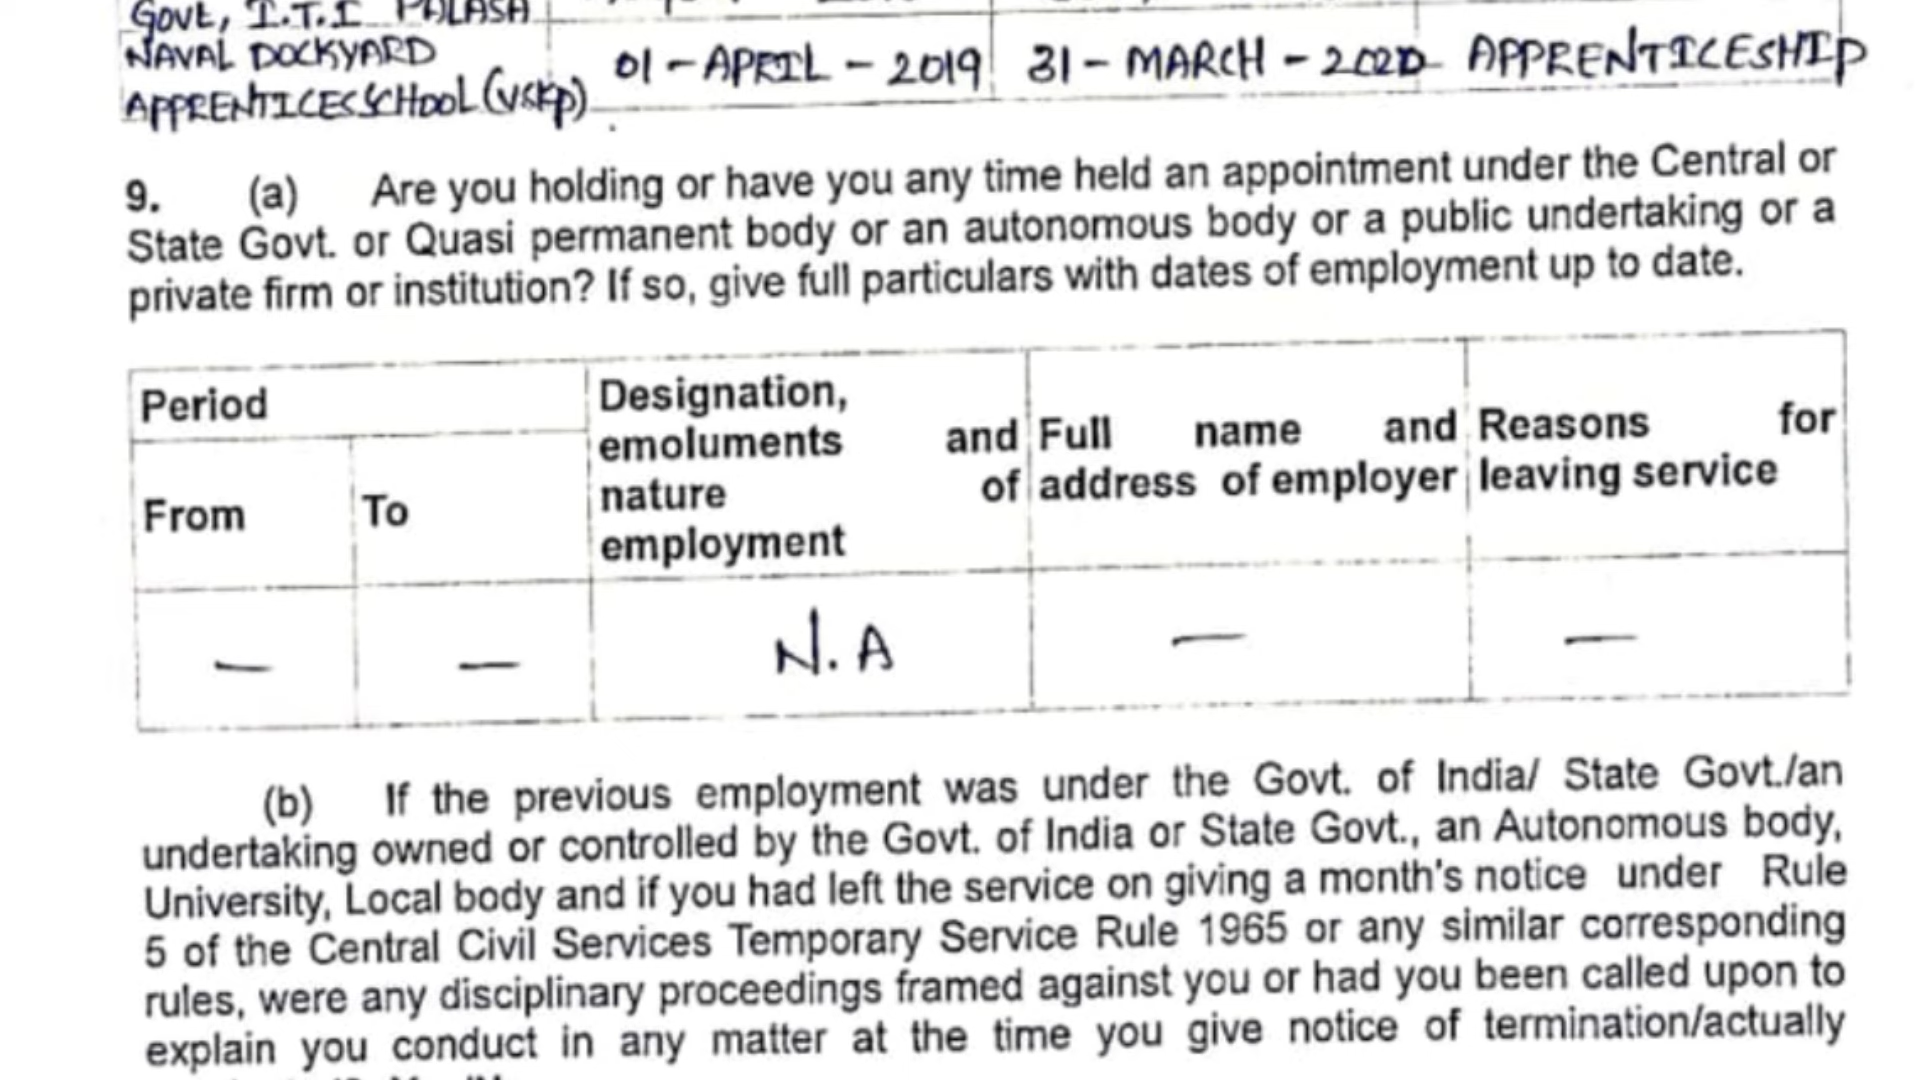 Govt, I.T.I PALASA
NAVAL DOCKYARD
APPRENTICES SCHOOL (VSKP)
01-APRIL-2019 31-MARCH-2020 APPRENTICESHIP
9. (a) Are you holding or have you any time held an appointment under the Central or
State Govt. or Quasi permanent body or an autonomous body or a public undertaking or a
private firm or institution? If so, give full particulars with dates of employment up to date.
Period
From To
Designation,
emoluments and
nature of
employment
Full name and
address of employer
Reasons for
leaving service
— — N.A — —
(b) If the previous employment was under the Govt. of India/ State Govt./an
undertaking owned or controlled by the Govt. of India or State Govt., an Autonomous body,
University, Local body and if you had left the service on giving a month's notice under Rule
5 of the Central Civil Services Temporary Service Rule 1965 or any similar corresponding
rules, were any disciplinary proceedings framed against you or had you been called upon to
explain you conduct in any matter at the time you give notice of termination/actually